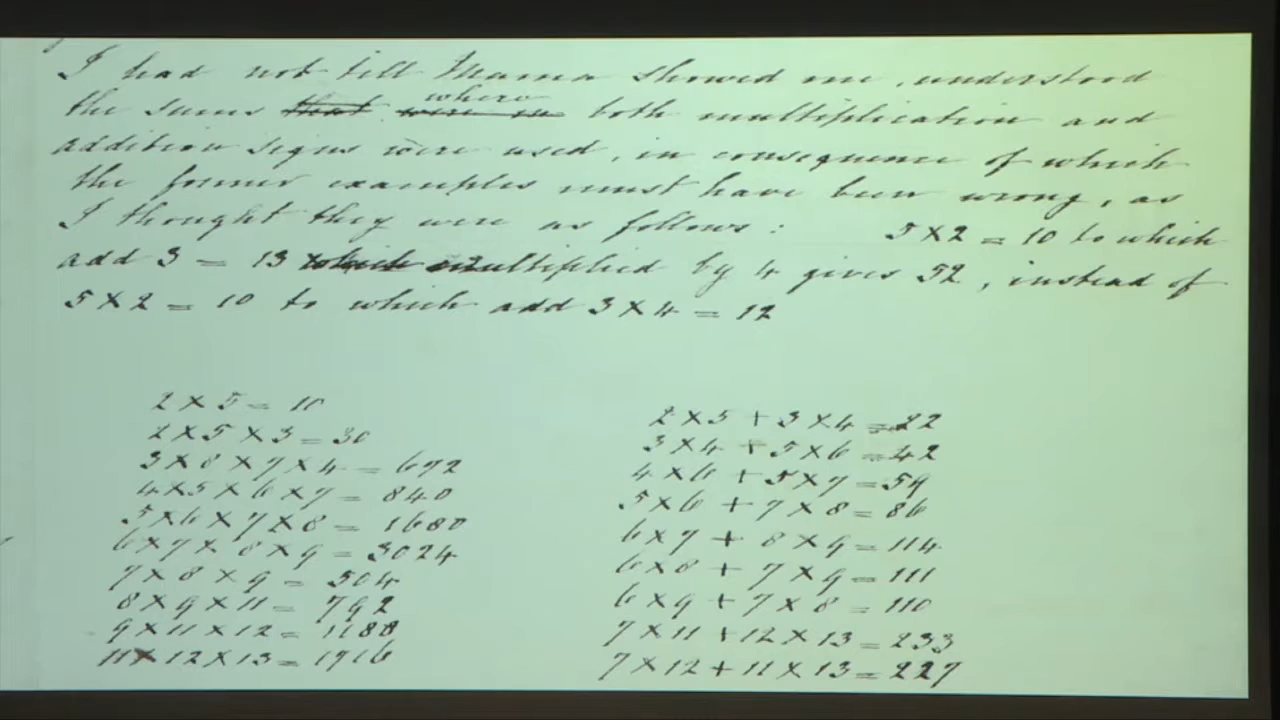 I had not till Mama showed me, understood
the sums that were in where both multiplication and
addition signs were used, in consequence of which
the former examples must have been wrong, as
I thought they were as follows: 5×2 = 10 to which
add 3 = 13 which multiplied by 4 gives 52, instead of
5×2 = 10 to which add 3×4 = 12
2×5 = 10
2×5×3 = 30
3×8×7×4 = 672
4×5×6×7 = 840
5×6×7×8 = 1680
6×7×8×9 = 3024
7×8×9 = 504
8×9×11 = 792
9×11×12 = 1188
11×12×13 = 1716
2×5 + 3×4 = 22
3×4 + 5×6 = 42
4×6 + 5×7 = 59
5×6 + 7×8 = 86
6×7 + 8×9 = 114
6×8 + 7×9 = 111
6×9 + 7×8 = 110
7×11 + 12×13 = 233
7×12 + 11×13 = 227